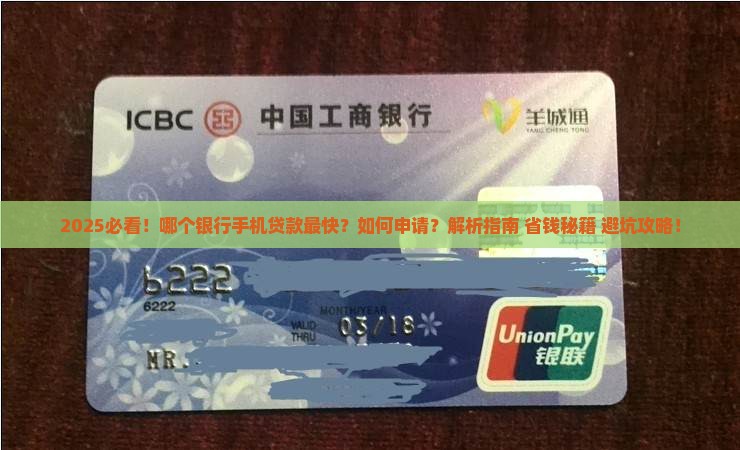 ICBC 中国工商银行 羊城通
YANG CHENG TONG
2025必看！哪个银行手机贷款最快？如何申请？解析指南 省钱秘籍 避坑攻略！
6222
6222
MONTH/YEAR
VALID THRU 03/18
MR.
UnionPay
银联